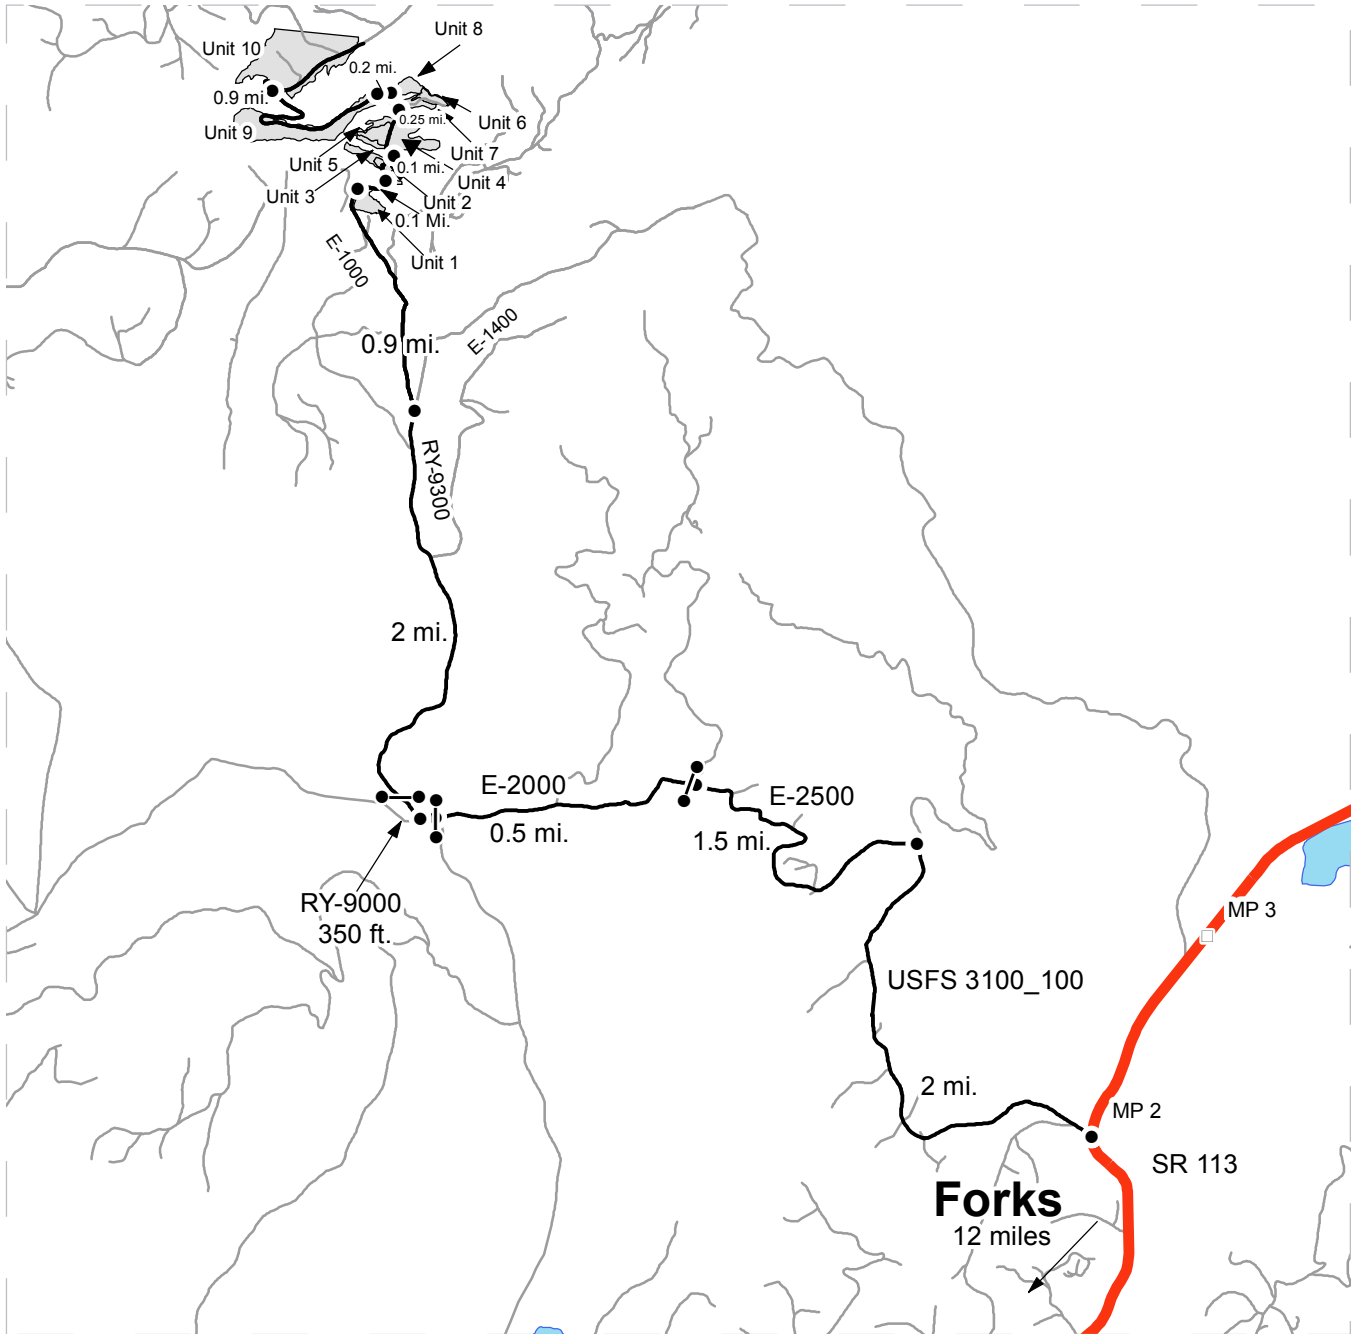 Unit 8
Unit 10
0.2 mi.
0.9 mi.
0.25 mi.
Unit 6
Unit 9
Unit 7
Unit 5
0.1 mi.
Unit 4
Unit 3
Unit 2
0.1 Mi.
E-1000
Unit 1
E-1400
0.9 mi.
RY-9300
2 mi.
E-2000
E-2500
0.5 mi.
1.5 mi.
RY-9000
350 ft.
MP 3
USFS 3100_100
2 mi.
MP 2
SR 113
Forks
12 miles